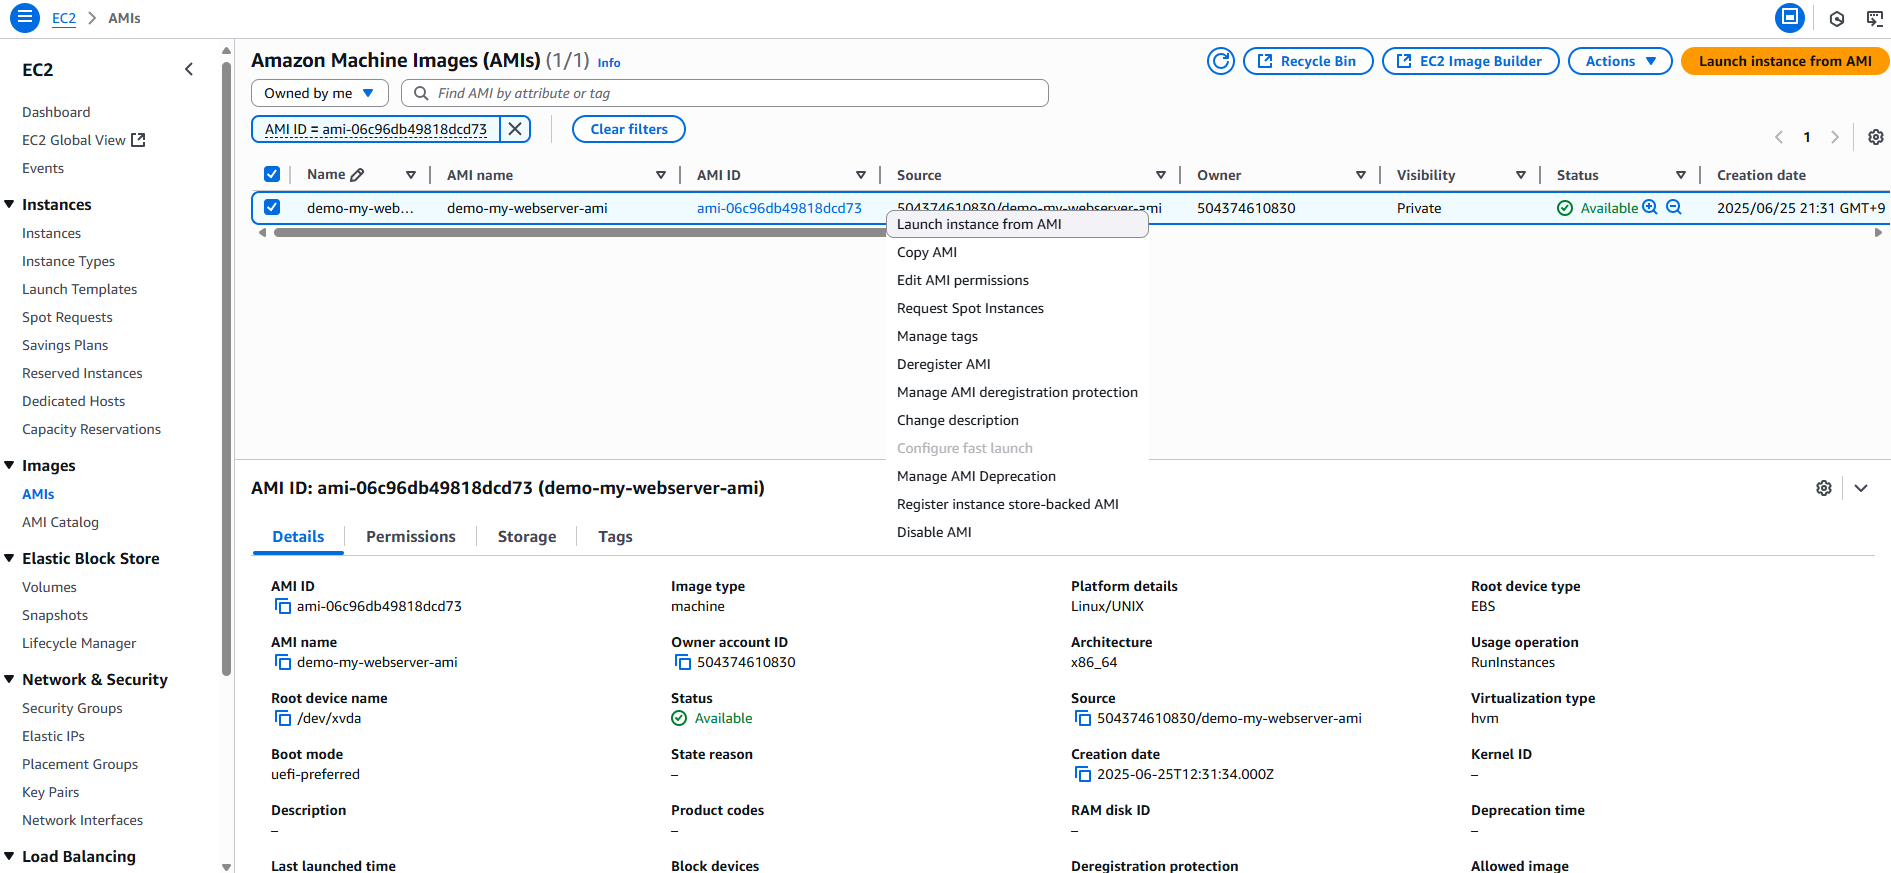 EC2 > AMIs
EC2
Dashboard
EC2 Global View
Events
Instances
Instances
Instance Types
Launch Templates
Spot Requests
Savings Plans
Reserved Instances
Dedicated Hosts
Capacity Reservations
Images
AMIs
AMI Catalog
Elastic Block Store
Volumes
Snapshots
Lifecycle Manager
Network & Security
Security Groups
Elastic IPs
Placement Groups
Key Pairs
Network Interfaces
Load Balancing
Amazon Machine Images (AMIs) (1/1) Info
Recycle Bin
EC2 Image Builder
Actions
Launch instance from AMI
Owned by me
Find AMI by attribute or tag
AMI ID = ami-06c96db49818dcd73
Clear filters
1
Name AMI name AMI ID Source Owner Visibility Status Creation date
demo-my-web... demo-my-webserver-ami ami-06c96db49818dcd73 504374610830/demo-my-webserver-ami 504374610830 Private Available 2025/06/25 21:31 GMT+9
Launch instance from AMI
Copy AMI
Edit AMI permissions
Request Spot Instances
Manage tags
Deregister AMI
Manage AMI deregistration protection
Change description
Configure fast launch
Manage AMI Deprecation
Register instance store-backed AMI
Disable AMI
AMI ID: ami-06c96db49818dcd73 (demo-my-webserver-ami)
Details Permissions Storage Tags
AMI ID Image type Platform details Root device type
ami-06c96db49818dcd73 machine Linux/UNIX EBS
AMI name Owner account ID Architecture Usage operation
demo-my-webserver-ami 504374610830 x86_64 RunInstances
Root device name Status Source Virtualization type
/dev/xvda Available 504374610830/demo-my-webserver-ami hvm
Boot mode State reason Creation date Kernel ID
uefi-preferred – 2025-06-25T12:31:34.000Z –
Description Product codes RAM disk ID Deprecation time
– – – –
Last launched time Block devices Deregistration protection Allowed image